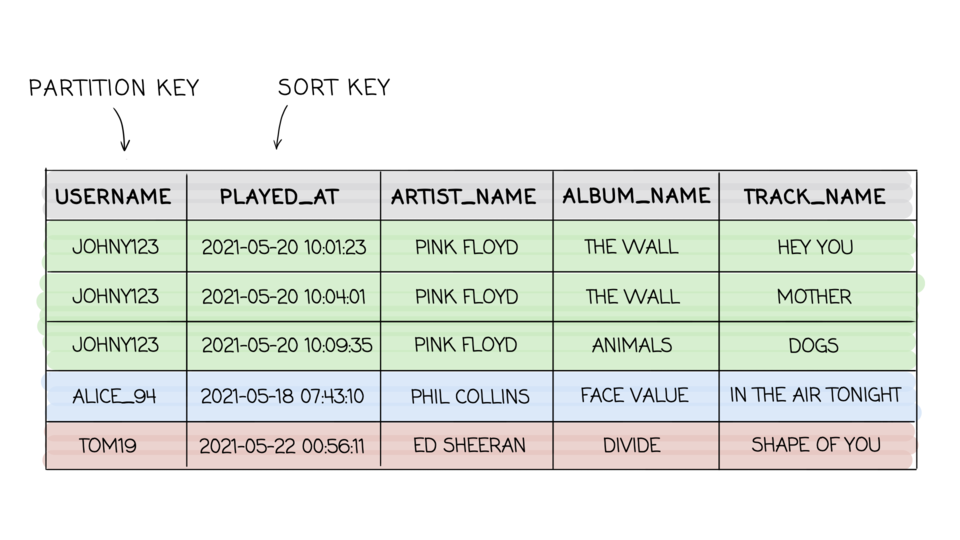 PARTITION KEY SORT KEY
USERNAME PLAYED_AT ARTIST_NAME ALBUM_NAME TRACK_NAME
JOHNY123 2021-05-20 10:01:23 PINK FLOYD THE WALL HEY YOU
JOHNY123 2021-05-20 10:04:01 PINK FLOYD THE WALL MOTHER
JOHNY123 2021-05-20 10:09:35 PINK FLOYD ANIMALS DOGS
ALICE_94 2021-05-18 07:43:10 PHIL COLLINS FACE VALUE IN THE AIR TONIGHT
TOM19 2021-05-22 00:56:11 ED SHEERAN DIVIDE SHAPE OF YOU